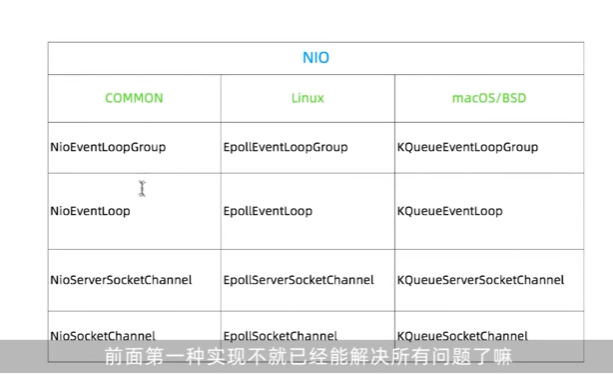 NIO
COMMON Linux macOS/BSD
NioEventLoopGroup EpollEventLoopGroup KQueueEventLoopGroup
NioEventLoop EpollEventLoop KQueueEventLoop
NioServerSocketChannel EpollServerSocketChannel KQueueServerSocketChannel
NioSocketChannel EpollSocketChannel KQueueSocketChannel
前面第一种实现不就已经能解决所有问题了嘛